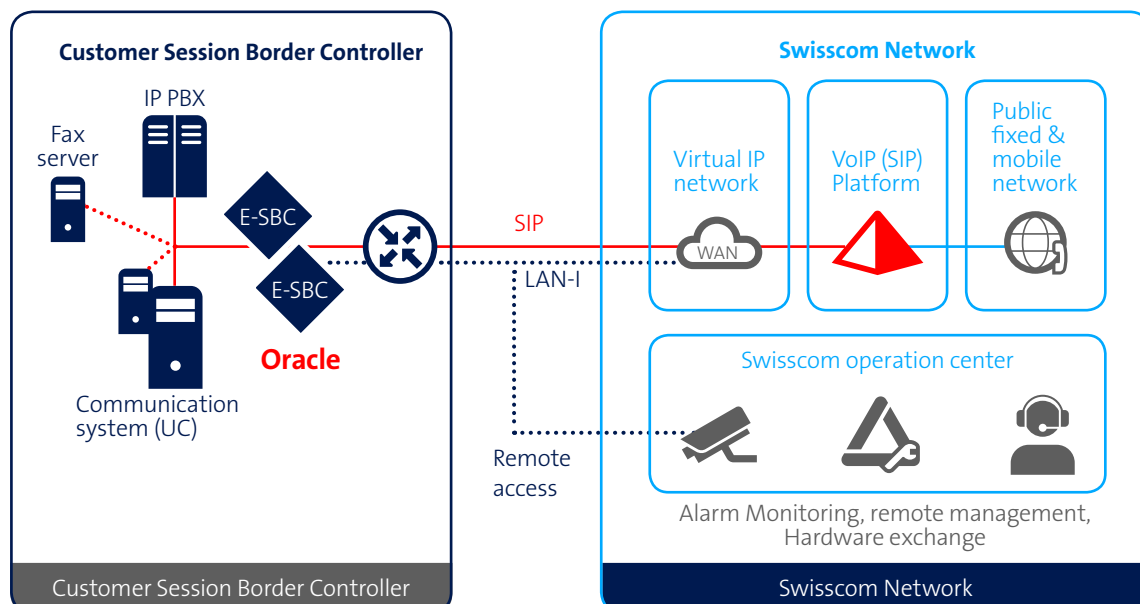 Customer Session Border Controller
IP PBX
Fax
server
E-SBC
E-SBC
Oracle
Communication
system (UC)
SIP
LAN-I
Remote
access
Swisscom Network
Virtual IP
network
WAN
VoIP (SIP)
Platform
Public
fixed &
mobile
network
Swisscom operation center
Alarm Monitoring, remote management,
Hardware exchange
Customer Session Border Controller
Swisscom Network